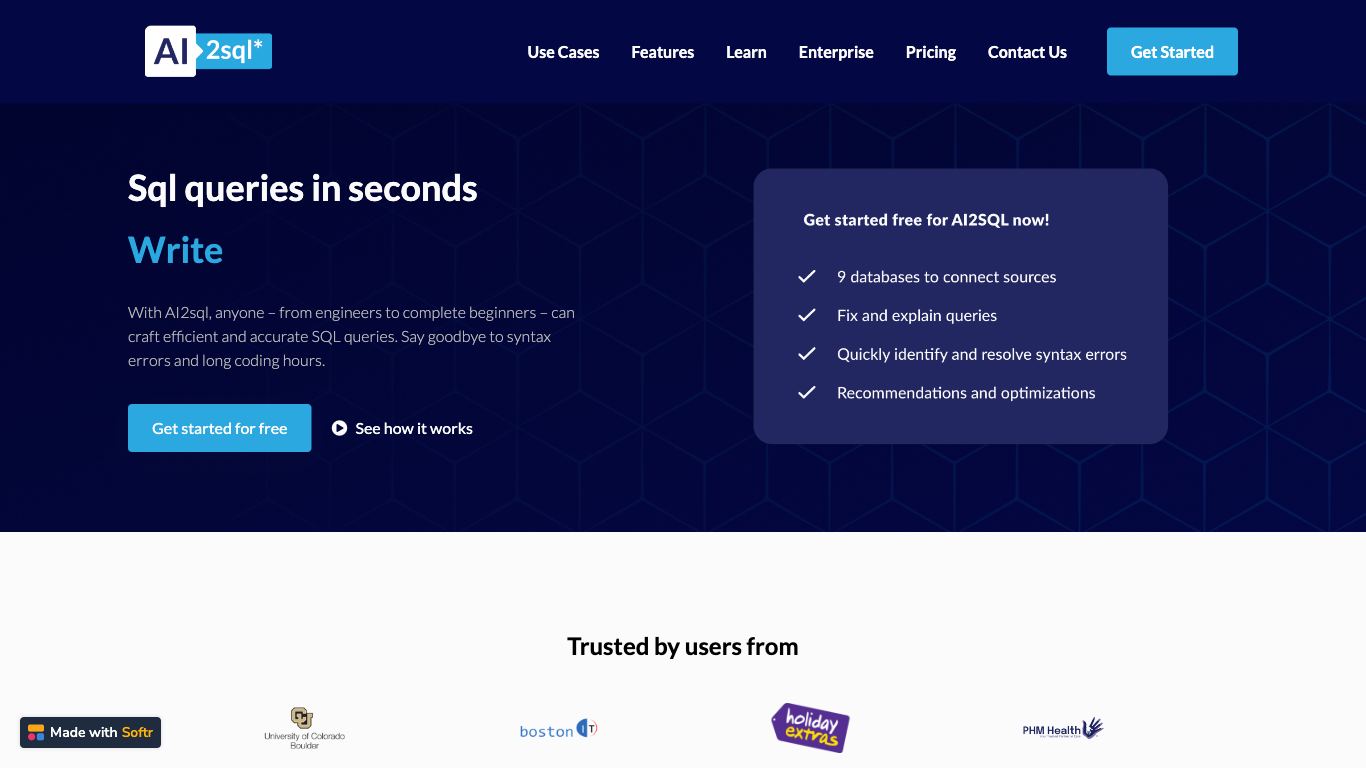 AI 2sql*
Use Cases
Features
Learn
Enterprise
Pricing
Contact Us
Get Started
Sql queries in seconds
Write
With AI2sql, anyone – from engineers to complete beginners – can
craft efficient and accurate SQL queries. Say goodbye to syntax
errors and long coding hours.
Get started for free
See how it works
Get started free for AI2SQL now!
9 databases to connect sources
Fix and explain queries
Quickly identify and resolve syntax errors
Recommendations and optimizations
Trusted by users from
Made with Softr
CU
University of Colorado
Boulder
boston IT
holiday
extras
PHM Health